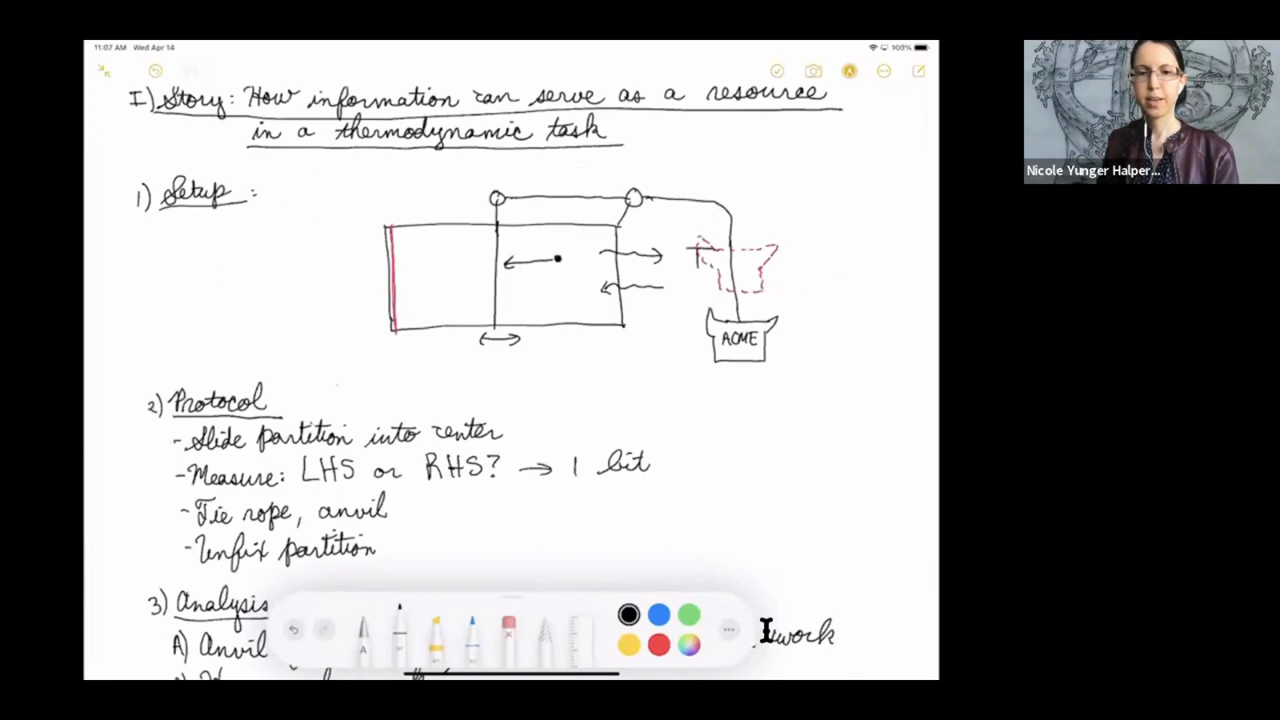 11:07 AM Wed Apr 14
100%
I) Story: How information can serve as a resource
in a thermodynamic task
Nicole Yunger Halper...
1) Setup:
ACME
2) Protocol
- Slide partition into center
- Measure: LHS or RHS? → 1 bit
- Tie rope, anvil
- Unfix partition
3) Analysis
A) Anvil work